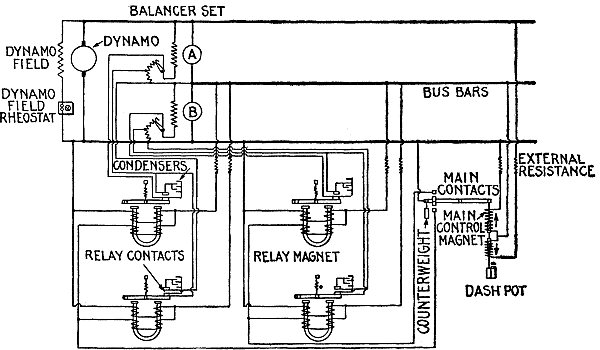 BALANCER SET
DYNAMO
DYNAMO
FIELD
A
DYNAMO
FIELD
RHEOSTAT
B
BUS BARS
CONDENSERS
EXTERNAL
RESISTANCE
MAIN
CONTACTS
MAIN
CONTROL
MAGNET
RELAY CONTACTS
RELAY MAGNET
COUNTERWEIGHT
DASH POT